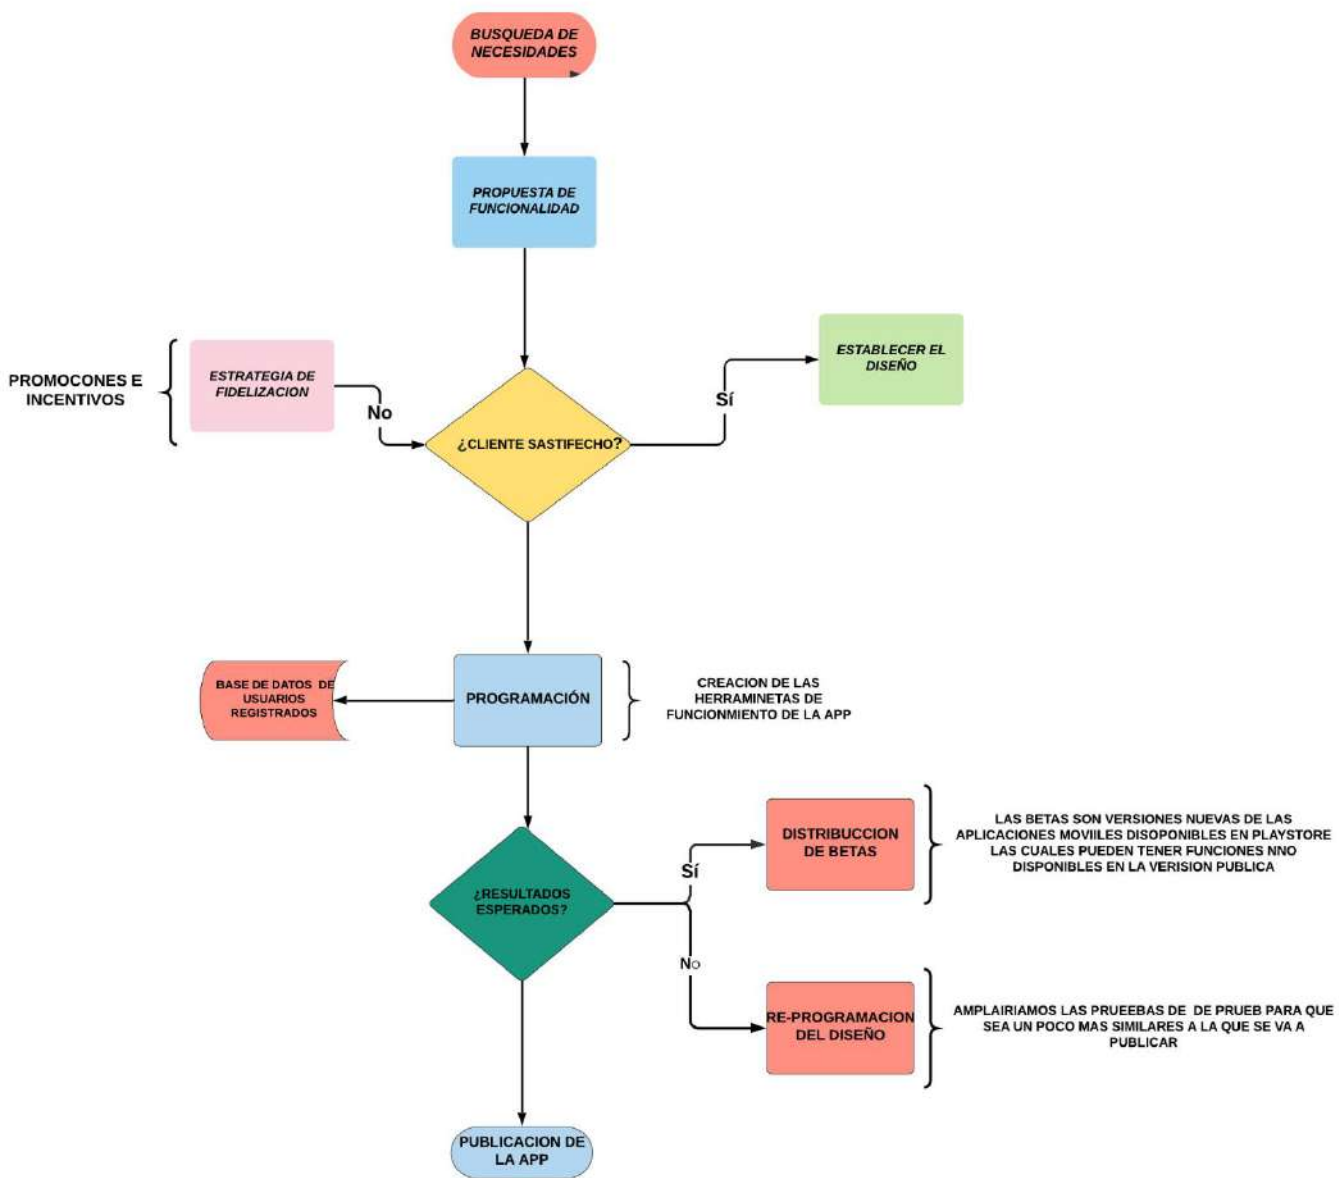 BUSQUEDA DE
NECESIDADES
PROPUESTA DE
FUNCIONALIDAD
PROMOCONES E
INCENTIVOS
ESTRATEGIA DE
FIDELIZACION
No
¿CLIENTE SASTIFECHO?
Sí
ESTABLECER EL
DISEÑO
BASE DE DATOS DE
USUARIOS
REGISTRADOS
PROGRAMACIÓN
CREACION DE LAS
HERRAMINETAS DE
FUNCIONMIENTO DE LA APP
¿RESULTADOS
ESPERADOS?
Sí
DISTRIBUCCION
DE BETAS
LAS BETAS SON VERSIONES NUEVAS DE LAS
APLICACIONES MOVIILES DISOPONIBLES EN PLAYSTORE
LAS CUALES PUEDEN TENER FUNCIONES NNO
DISPONIBLES EN LA VERISION PUBLICA
No
RE-PROGRAMACION
DEL DISEÑO
AMPLAIRIAMOS LAS PRUEEBAS DE DE PRUEB PARA QUE
SEA UN POCO MAS SIMILARES A LA QUE SE VA A
PUBLICAR
PUBLICACION DE
LA APP